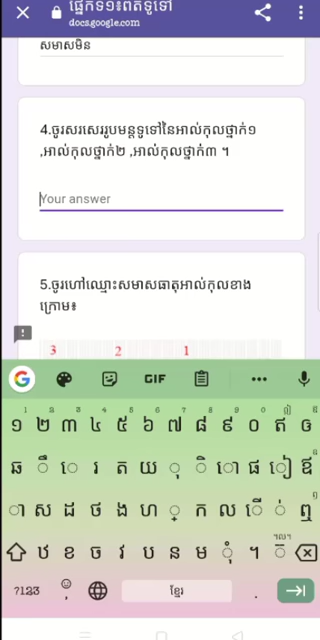 ផ្នែកទី១៖ពត៌ទូទៅ
docs.google.com
សមាសមិន
4.ចូរសរសេររូបមន្តទូទៅនៃអាល់កុលថ្នាក់១
,អាល់កុលថ្នាក់២ ,អាល់កុលថ្នាក់៣ ។
Your answer
5.ចូរហៅឈ្មោះសមាសធាតុអាល់កុលខាង
ក្រោម៖
3 2 1
GIF
១ ២ ៣ ៤ ៥ ៦ ៧ ៨ ៩ ០ ឥ ឲ
ឆ ឹ េ រ ត យ ុ ិ ោ ផ ៀ ឪ
ា ស ដ ថ ង ហ ្ ក ល ើ ់ ឮ
ឋ ខ ច វ ប ន ម ុំ ។ ៈ
?123 ខ្មែរ .